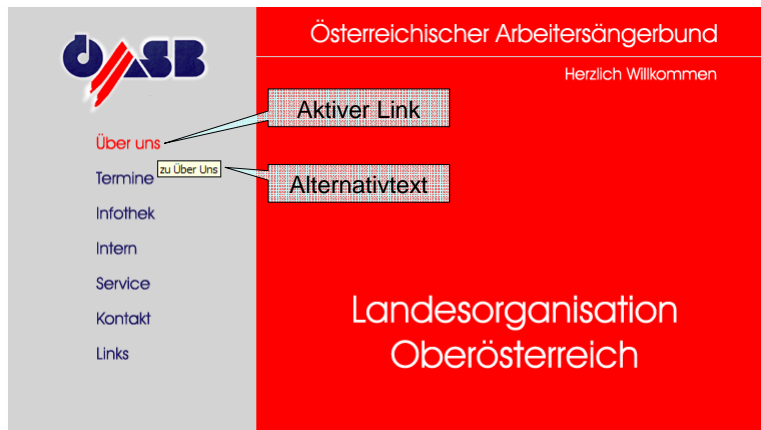 ÖASB
Österreichischer Arbeitersängerbund
Herzlich Willkommen
Aktiver Link
Über uns
zu Über Uns
Termine
Alternativtext
Infothek
Intern
Service
Kontakt
Links
Landesorganisation
Oberösterreich